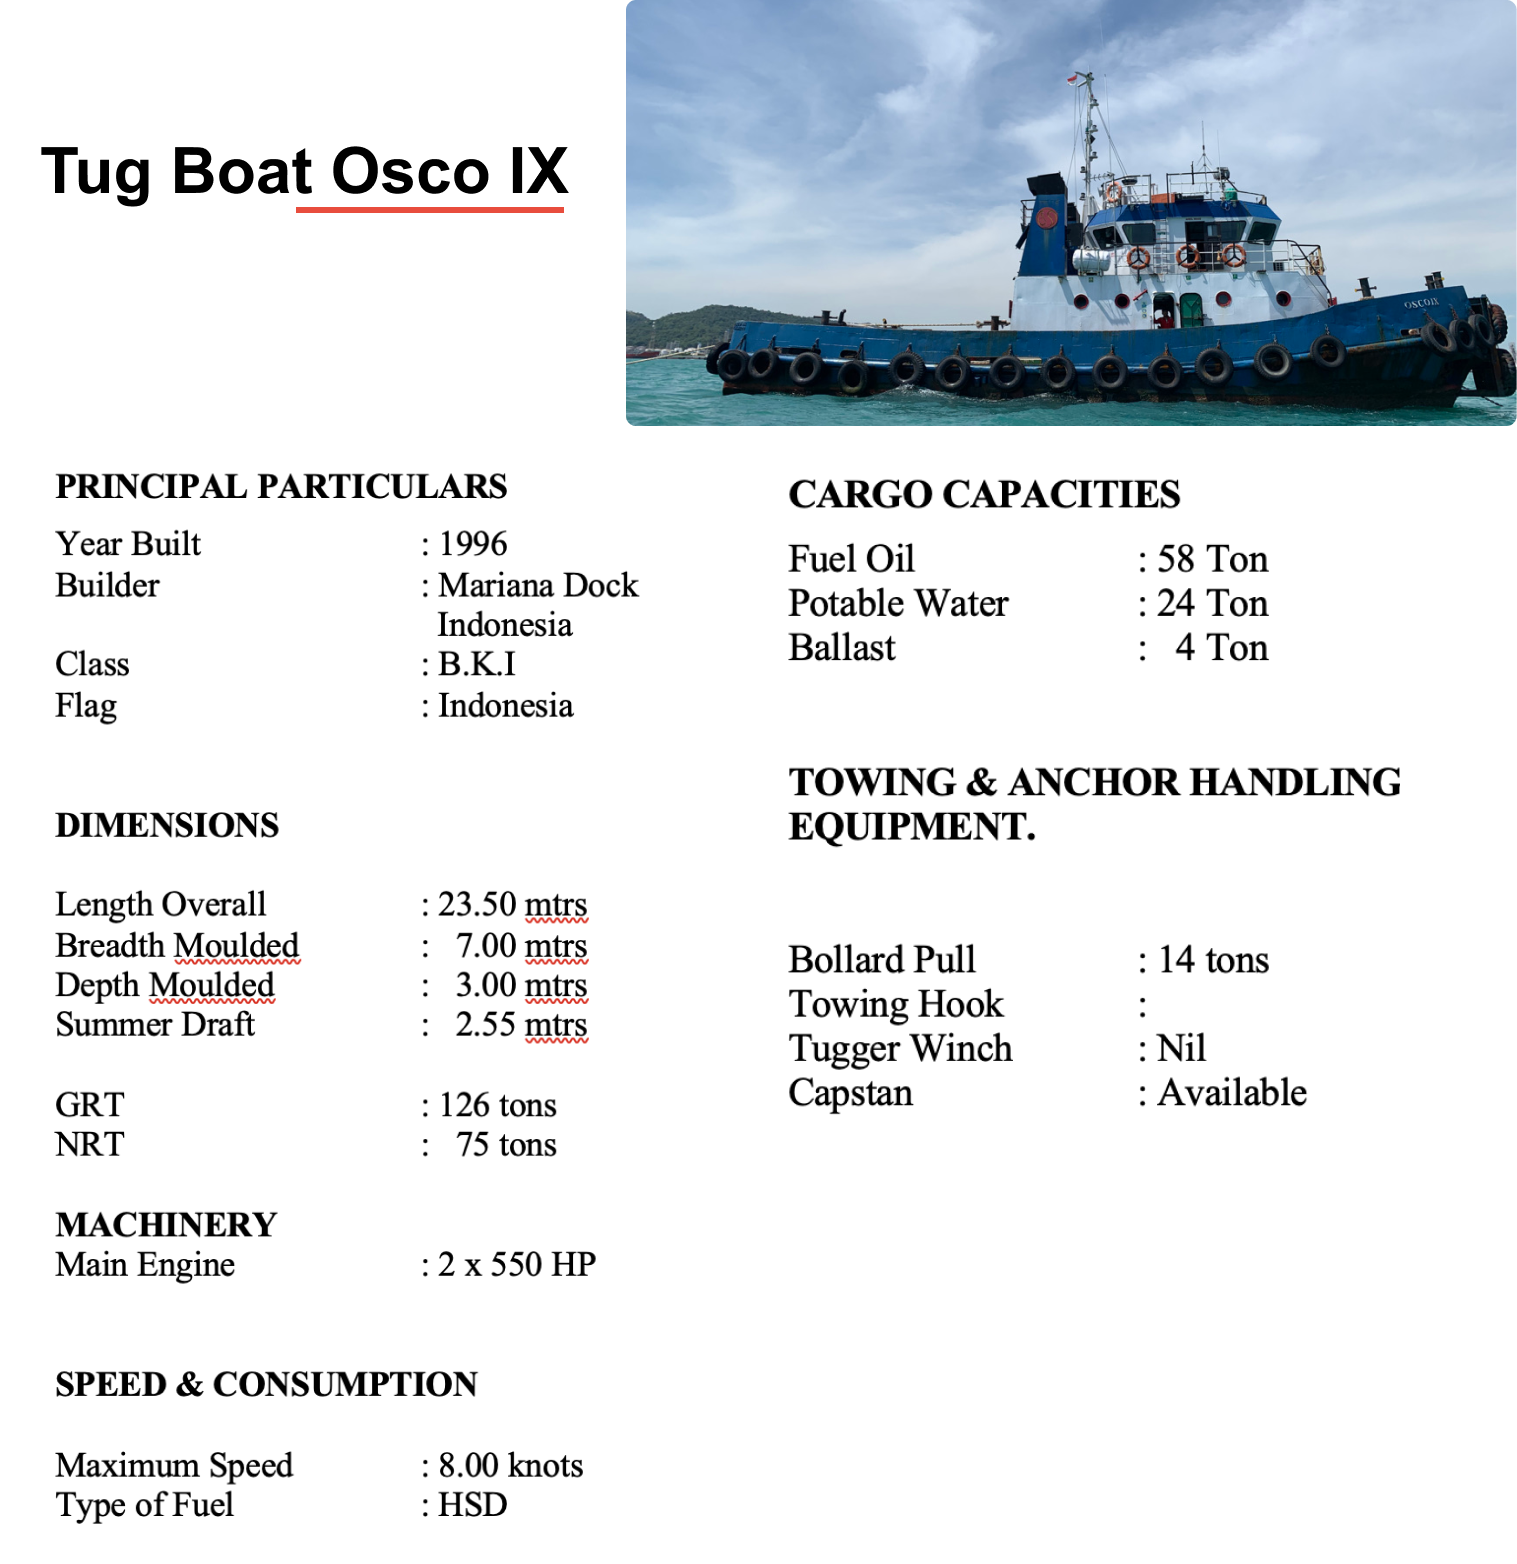 Tug Boat Osco IX
OSCO IX
PRINCIPAL PARTICULARS
Year Built : 1996
Builder : Mariana Dock
Indonesia
Class : B.K.I
Flag : Indonesia
DIMENSIONS
Length Overall : 23.50 mtrs
Breadth Moulded : 7.00 mtrs
Depth Moulded : 3.00 mtrs
Summer Draft : 2.55 mtrs
GRT : 126 tons
NRT : 75 tons
MACHINERY
Main Engine : 2 x 550 HP
SPEED & CONSUMPTION
Maximum Speed : 8.00 knots
Type of Fuel : HSD
CARGO CAPACITIES
Fuel Oil : 58 Ton
Potable Water : 24 Ton
Ballast : 4 Ton
TOWING & ANCHOR HANDLING
EQUIPMENT.
Bollard Pull : 14 tons
Towing Hook :
Tugger Winch : Nil
Capstan : Available